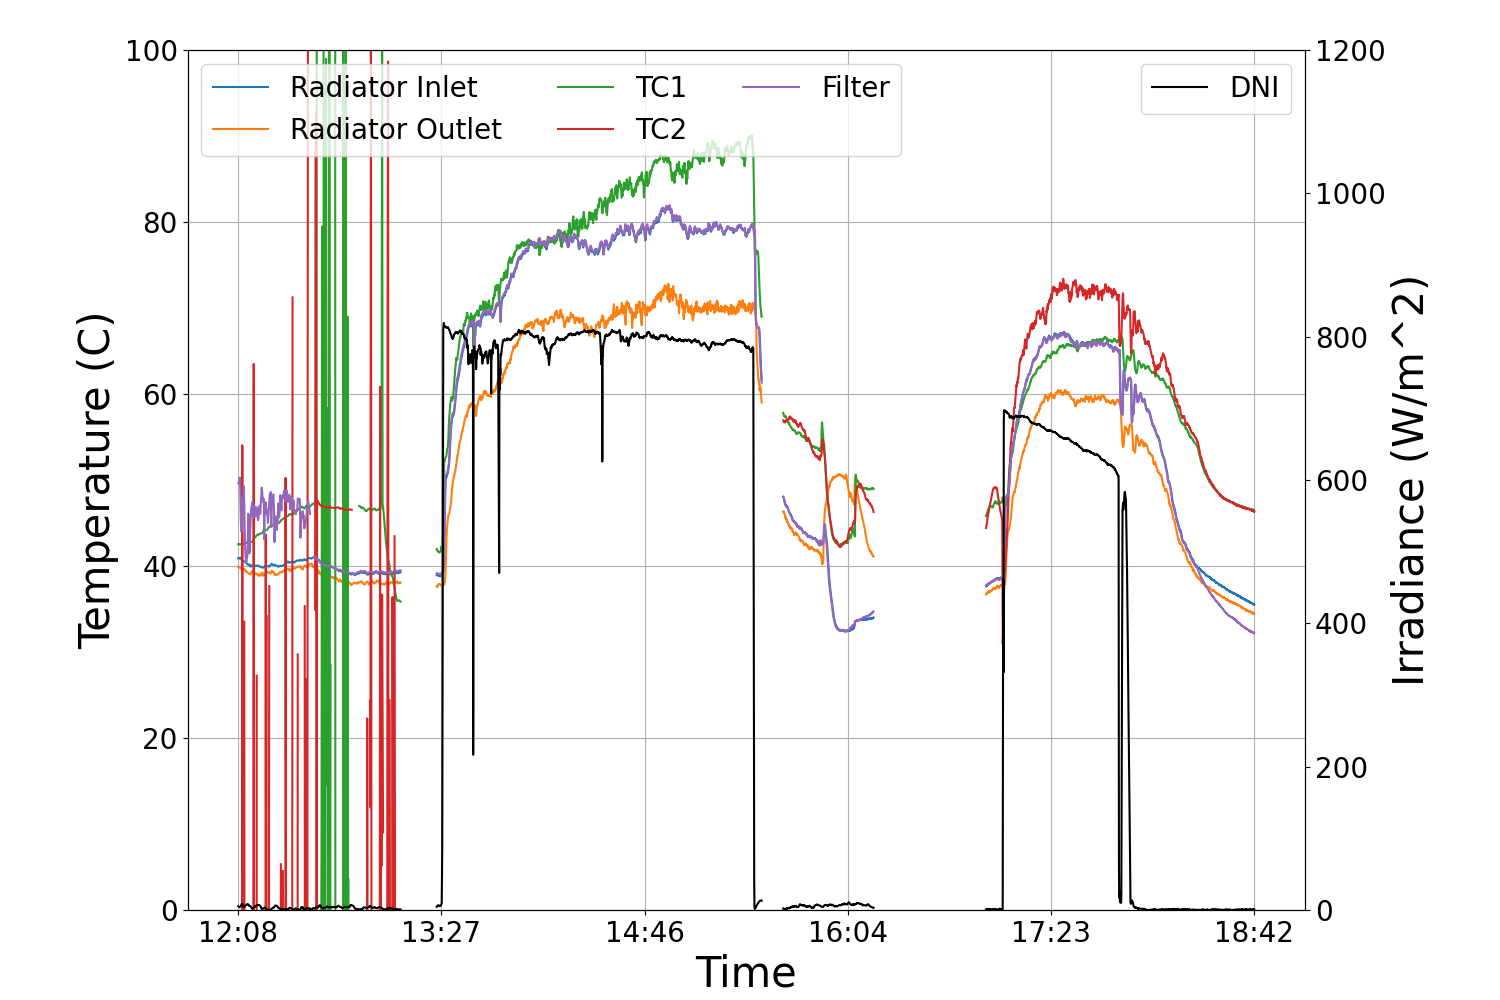 100
80
60
40
20
0
Temperature (C)
Radiator Inlet
Radiator Outlet
TC1
TC2
Filter
DNI
1200
1000
800
600
400
200
0
Irradiance (W/m^2)
12:08 13:27 14:46 16:04 17:23 18:42
Time